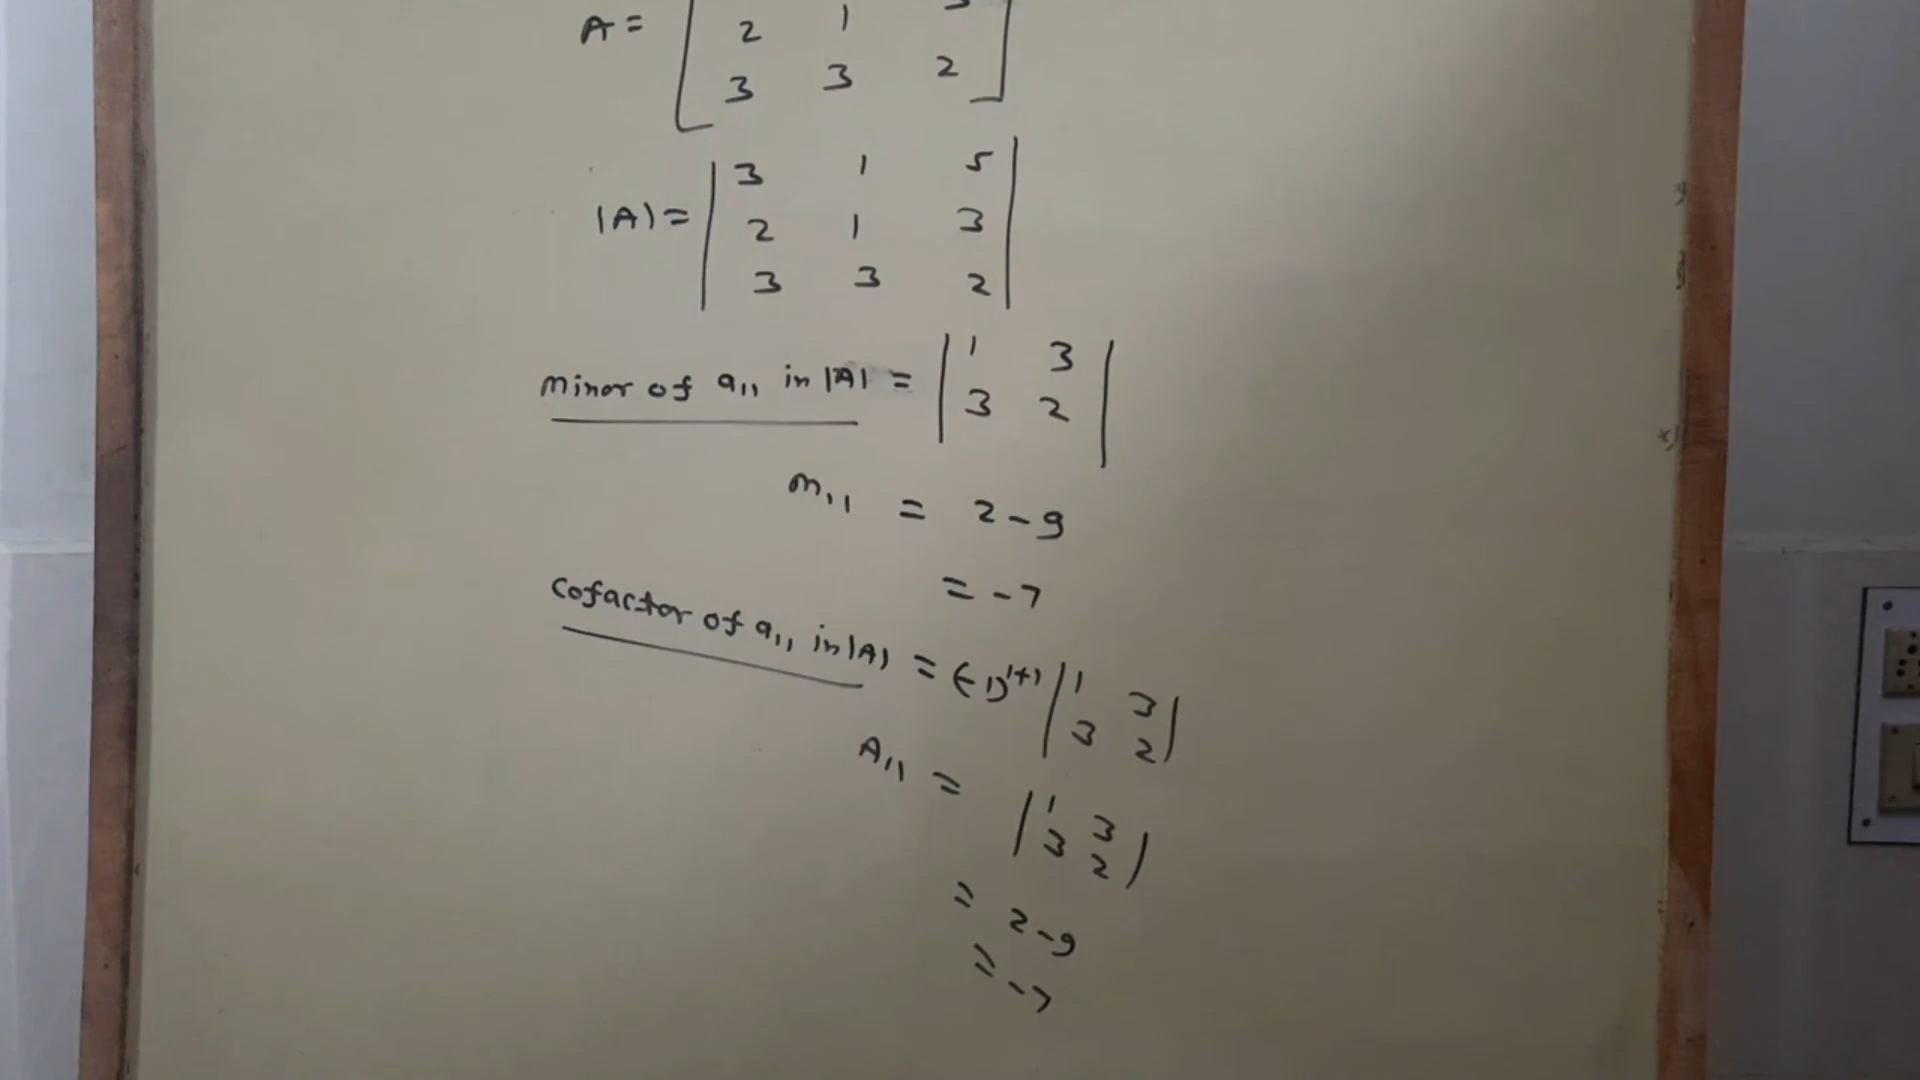 A = [
2 1 3
3 3 2 ]
|A| = | 3 1 5 |
| 2 1 3 |
| 3 3 2 |
Minor of a₁₁ in |A| = | 1 3 |
| 3 2 |
m₁₁ = 2 - 9
= -7
Cofactor of a₁₁ in |A| = (-1)¹⁺¹ | 1 3 |
| 3 2 |
A₁₁ = | 1 3 |
| 3 2 |
= 2 - 9
= -7